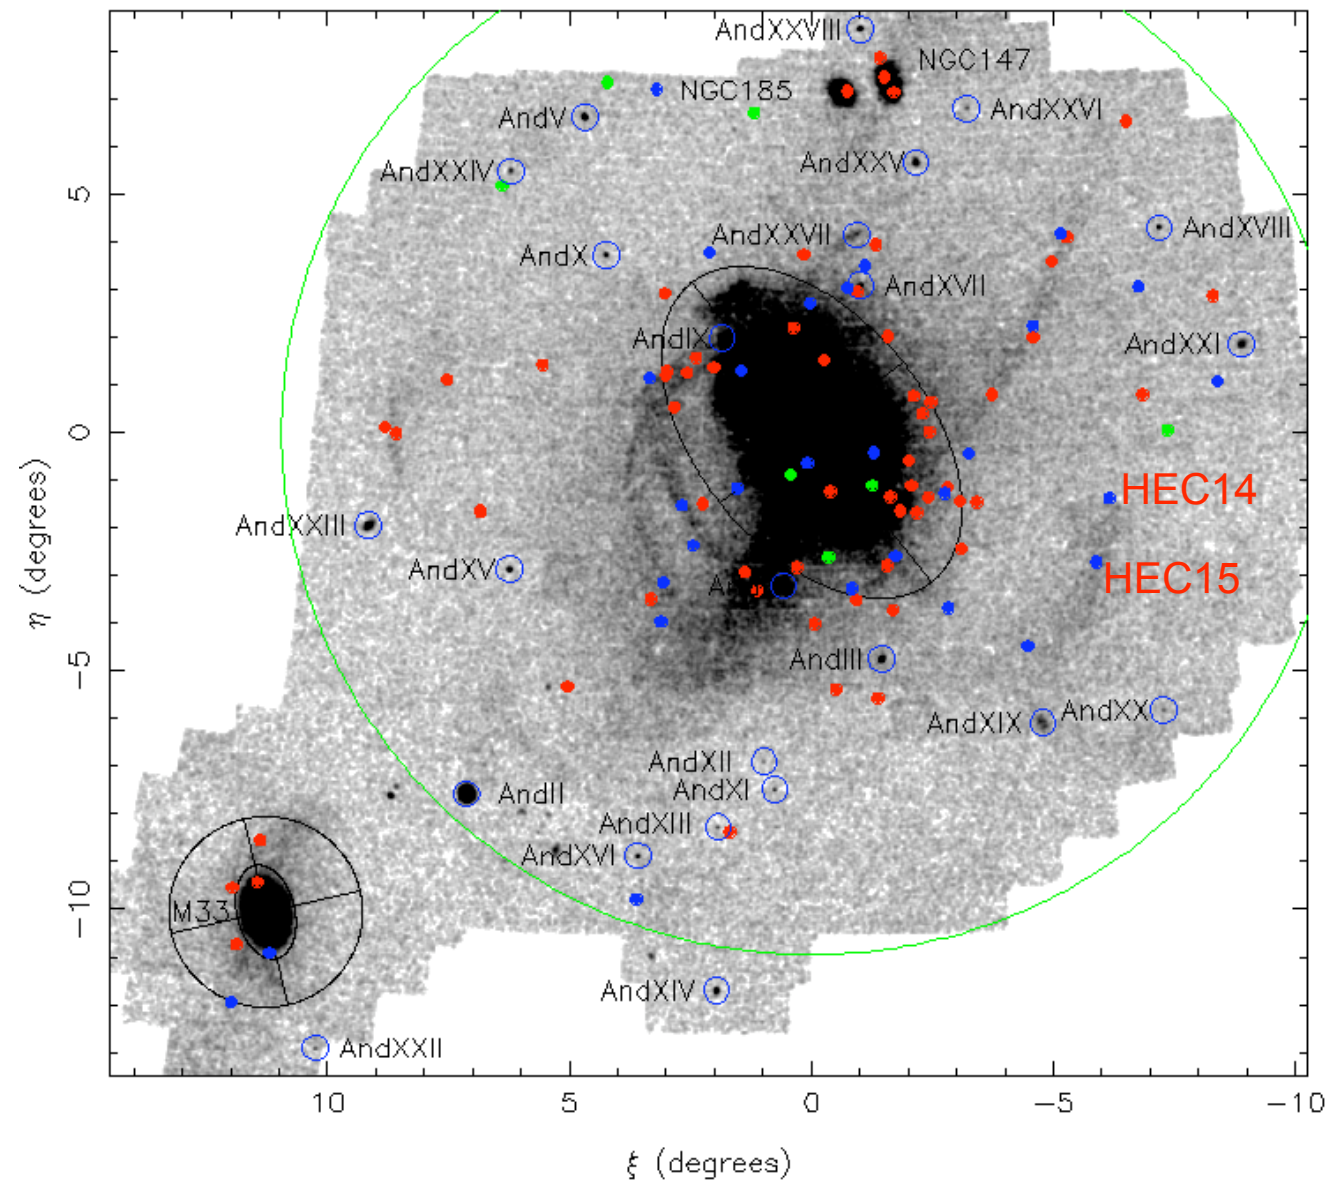 AndXXVIII
NGC147
NGC185
AndXXVI
AndV
AndXXV
AndXXIV
AndXVIII
AndXXVII
AndX
AndXVII
AndIX
AndXXI
HEC14
AndXXIII
AndXV
HEC15
AndIII
AndXX
AndXIX
AndXII
AndXI
AndII
AndXIII
AndXVI
M33
AndXIV
AndXXII
5
0
−5
−10
η (degrees)
10 5 0 −5 −10
ξ (degrees)